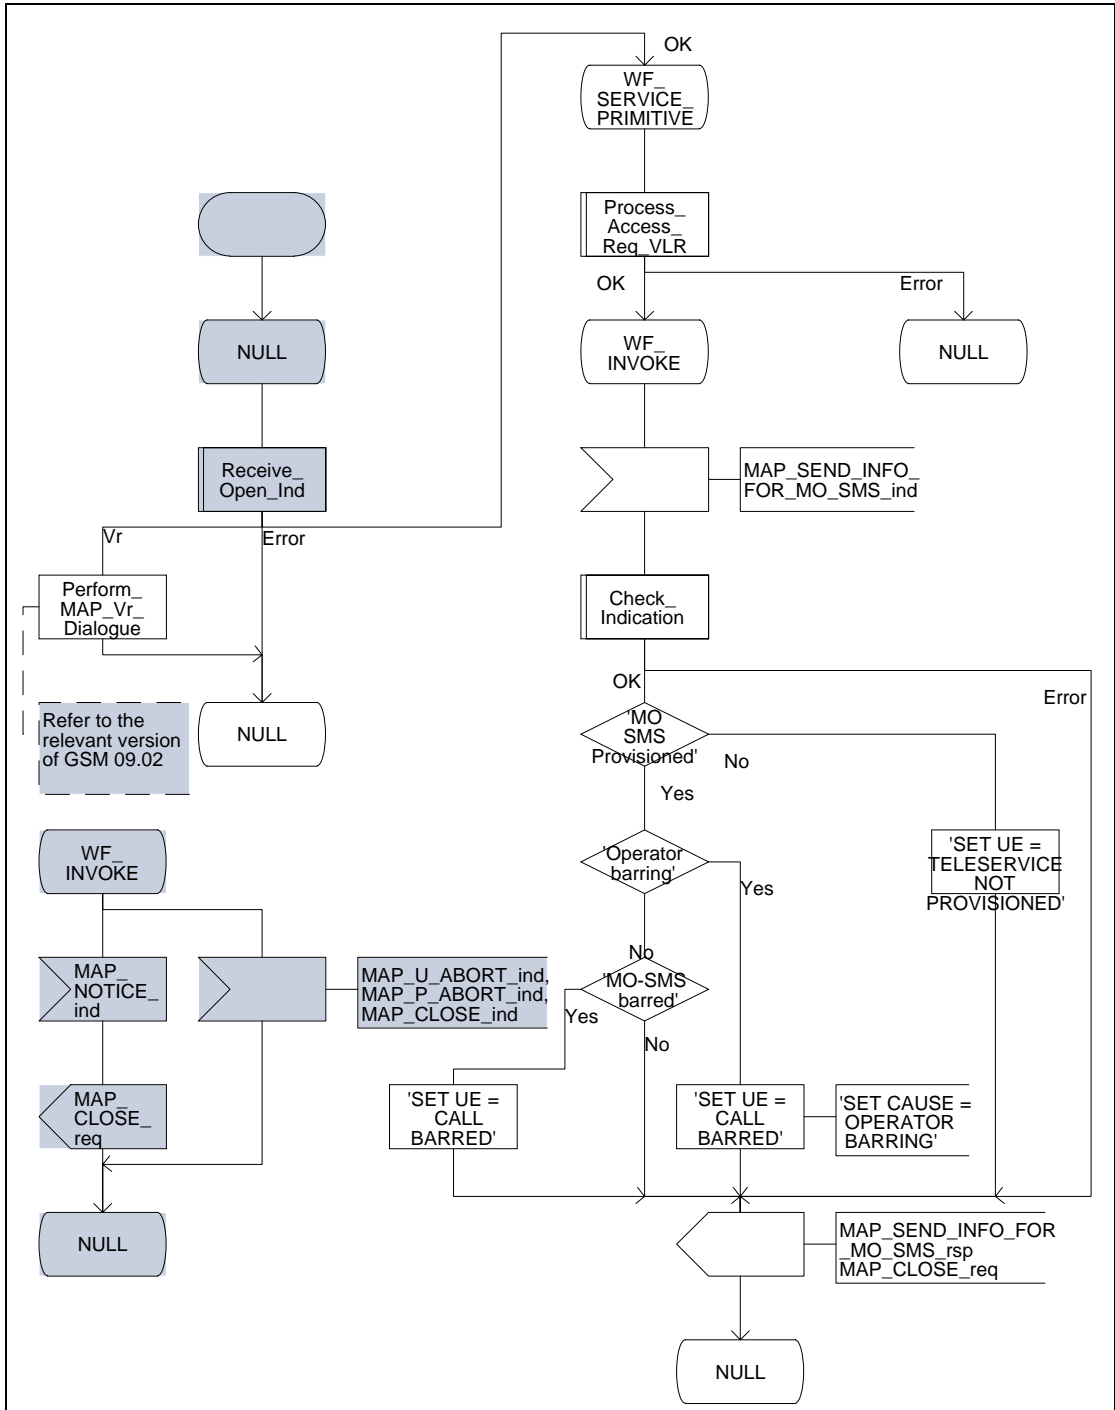 OK
WF_
SERVICE_
PRIMITIVE
Process_
Access_
Req_VLR
OK
Error
NULL
WF_
INVOKE
NULL
Receive_
Open_Ind
MAP_SEND_INFO_
FOR_MO_SMS_ind
Vr
Error
Perform_
MAP_Vr_
Dialogue
Check_
Indication
OK
Error
Refer to the
relevant version
of GSM 09.02
NULL
'MO
SMS
Provisioned'
No
Yes
WF_
INVOKE
'Operator
barring'
Yes
'SET UE =
TELESERVICE
NOT
PROVISIONED'
No
MAP_
NOTICE_
ind
MAP_U_ABORT_ind,
MAP_P_ABORT_ind,
MAP_CLOSE_ind
'MO-SMS
barred'
Yes
No
MAP_
CLOSE_
req
'SET UE =
CALL
BARRED'
'SET UE =
CALL
BARRED'
'SET CAUSE =
OPERATOR
BARRING'
NULL
MAP_SEND_INFO_FOR
_MO_SMS_rsp
MAP_CLOSE_req
NULL